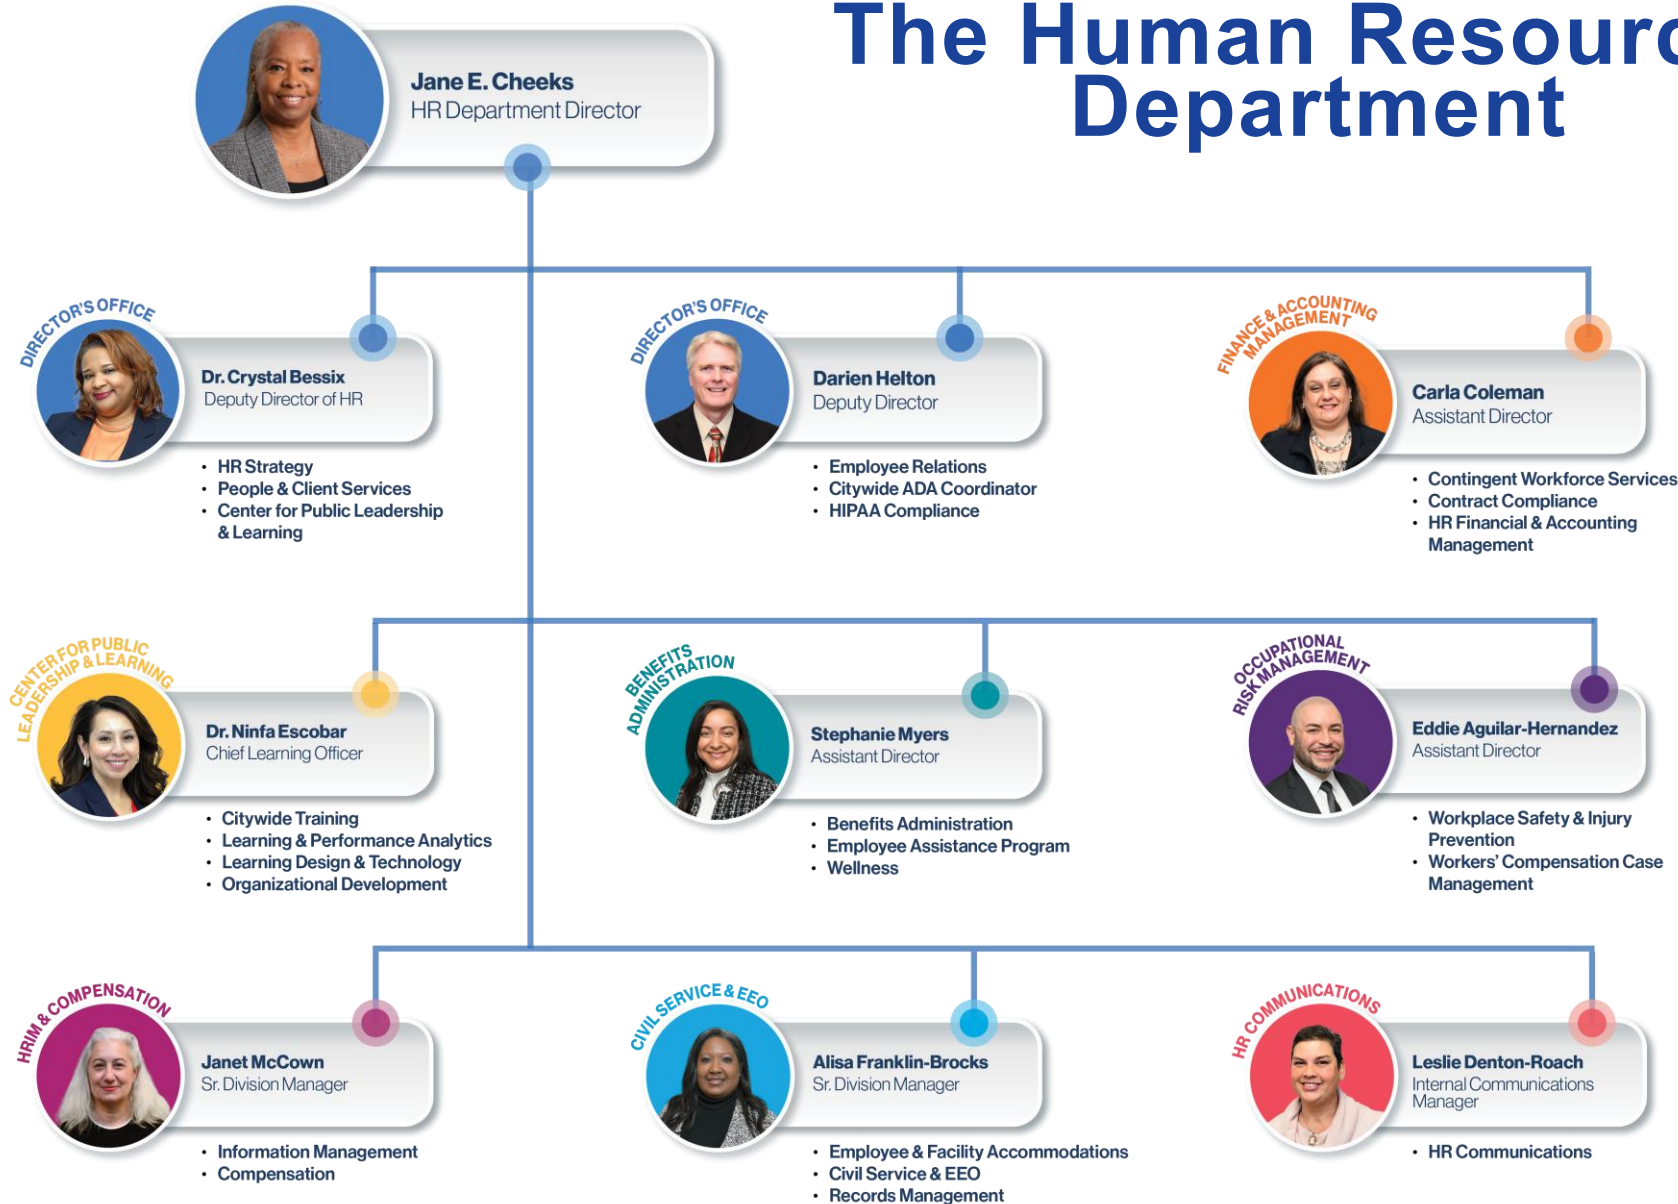 The Human Resourc
Department
Jane E. Cheeks
HR Department Director
DIRECTOR'S OFFICE
Dr. Crystal Bessix
Deputy Director of HR
• HR Strategy
• People & Client Services
• Center for Public Leadership
& Learning
DIRECTOR'S OFFICE
Darien Helton
Deputy Director
• Employee Relations
• Citywide ADA Coordinator
• HIPAA Compliance
FINANCE & ACCOUNTING
MANAGEMENT
Carla Coleman
Assistant Director
• Contingent Workforce Services
• Contract Compliance
• HR Financial & Accounting
Management
CENTER FOR PUBLIC
LEADERSHIP & LEARNING
Dr. Ninfa Escobar
Chief Learning Officer
• Citywide Training
• Learning & Performance Analytics
• Learning Design & Technology
• Organizational Development
BENEFITS
ADMINISTRATION
Stephanie Myers
Assistant Director
• Benefits Administration
• Employee Assistance Program
• Wellness
OCCUPATIONAL
RISK MANAGEMENT
Eddie Aguilar-Hernandez
Assistant Director
• Workplace Safety & Injury
Prevention
• Workers' Compensation Case
Management
HRIM & COMPENSATION
Janet McCown
Sr. Division Manager
• Information Management
• Compensation
CIVIL SERVICE & EEO
Alisa Franklin-Brocks
Sr. Division Manager
• Employee & Facility Accommodations
• Civil Service & EEO
• Records Management
HR COMMUNICATIONS
Leslie Denton-Roach
Internal Communications
Manager
• HR Communications